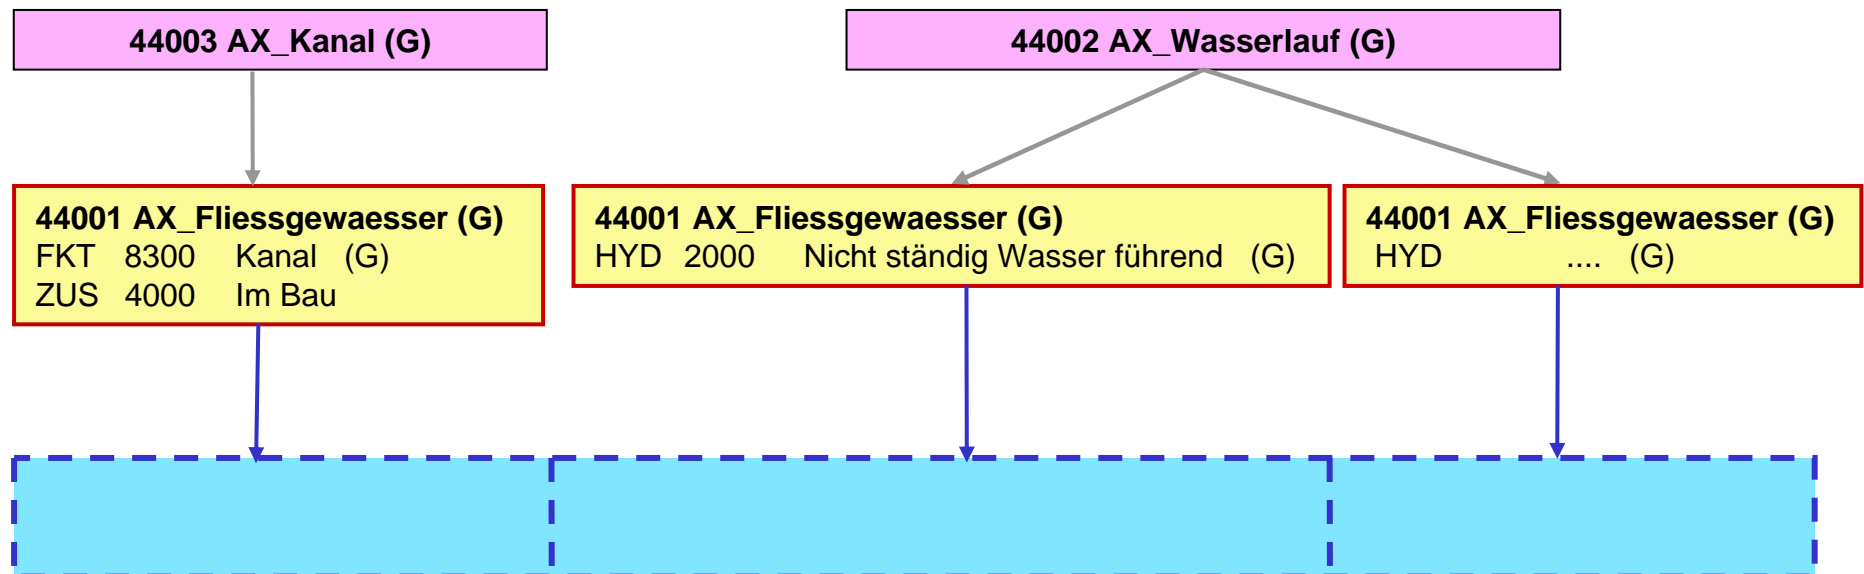 44003 AX_Kanal (G)
44002 AX_Wasserlauf (G)
44001 AX_Fliessgewaesser (G)
FKT 8300 Kanal (G)
ZUS 4000 Im Bau
44001 AX_Fliessgewaesser (G)
HYD 2000 Nicht ständig Wasser führend (G)
44001 AX_Fliessgewaesser (G)
HYD .... (G)